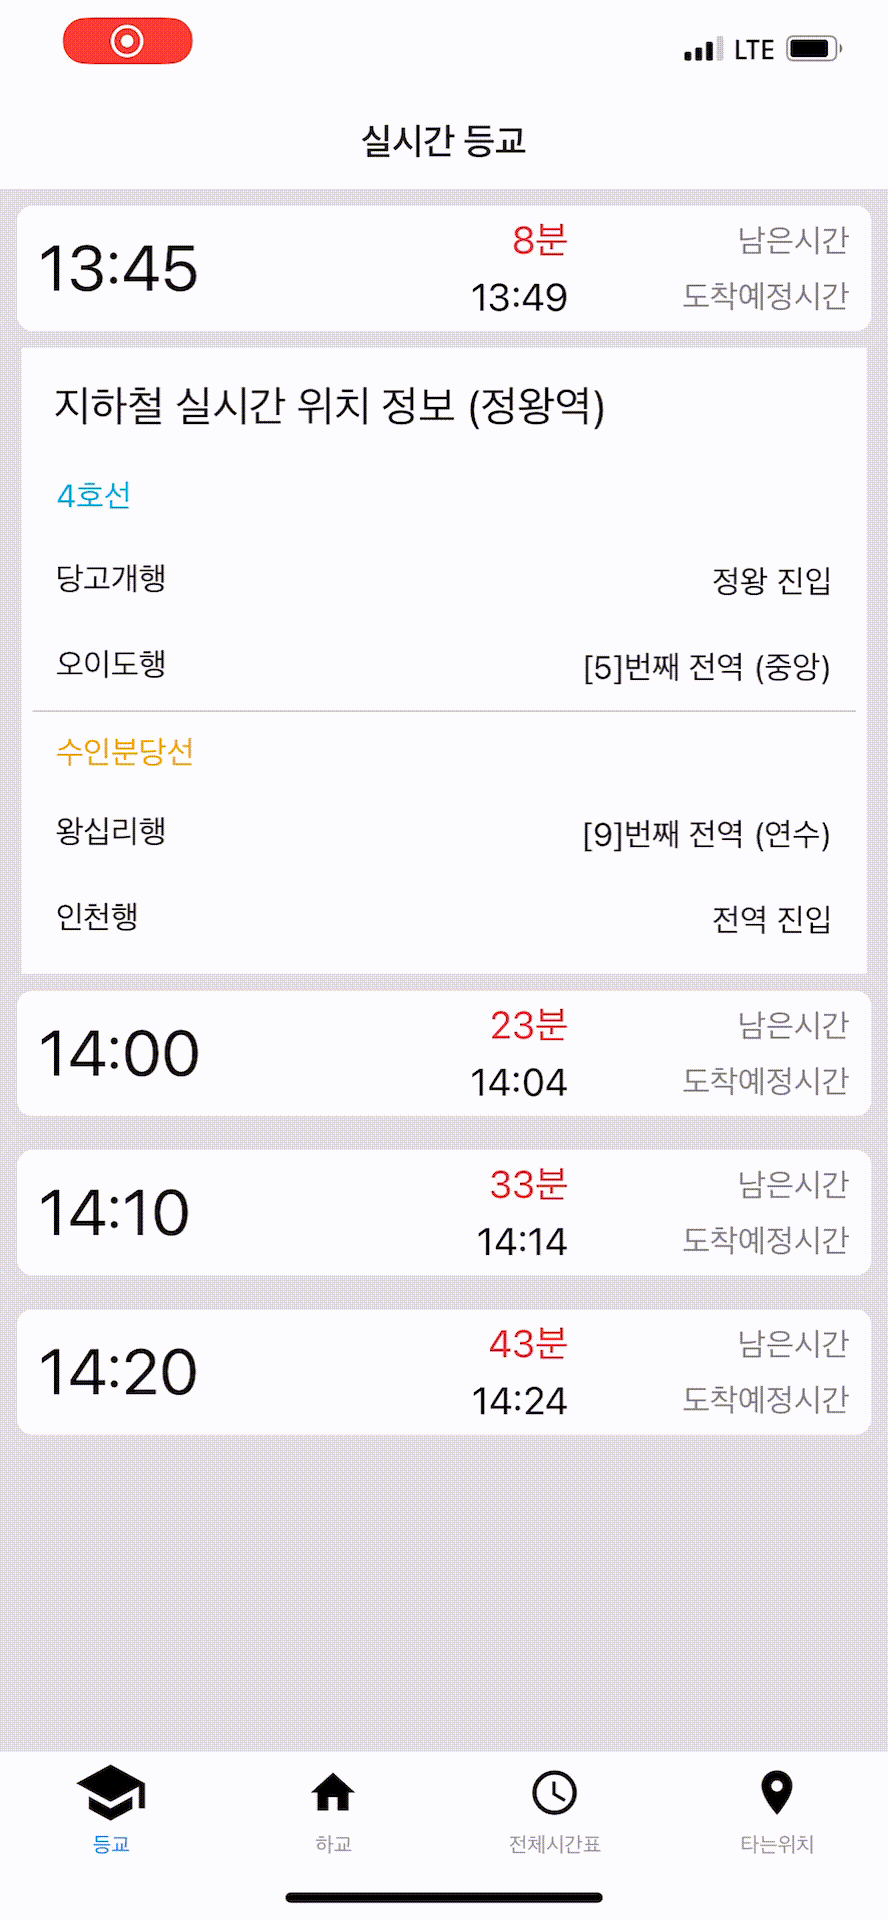 LTE
실시간 등교
13:45 8분 남은시간
13:49 도착예정시간
지하철 실시간 위치 정보 (정왕역)
4호선
당고개행 정왕 진입
오이도행 [5]번째 전역 (중앙)
수인분당선
왕십리행 [9]번째 전역 (연수)
인천행 전역 진입
14:00 23분 남은시간
14:04 도착예정시간
14:10 33분 남은시간
14:14 도착예정시간
14:20 43분 남은시간
14:24 도착예정시간
등교 하교 전체시간표 타는위치